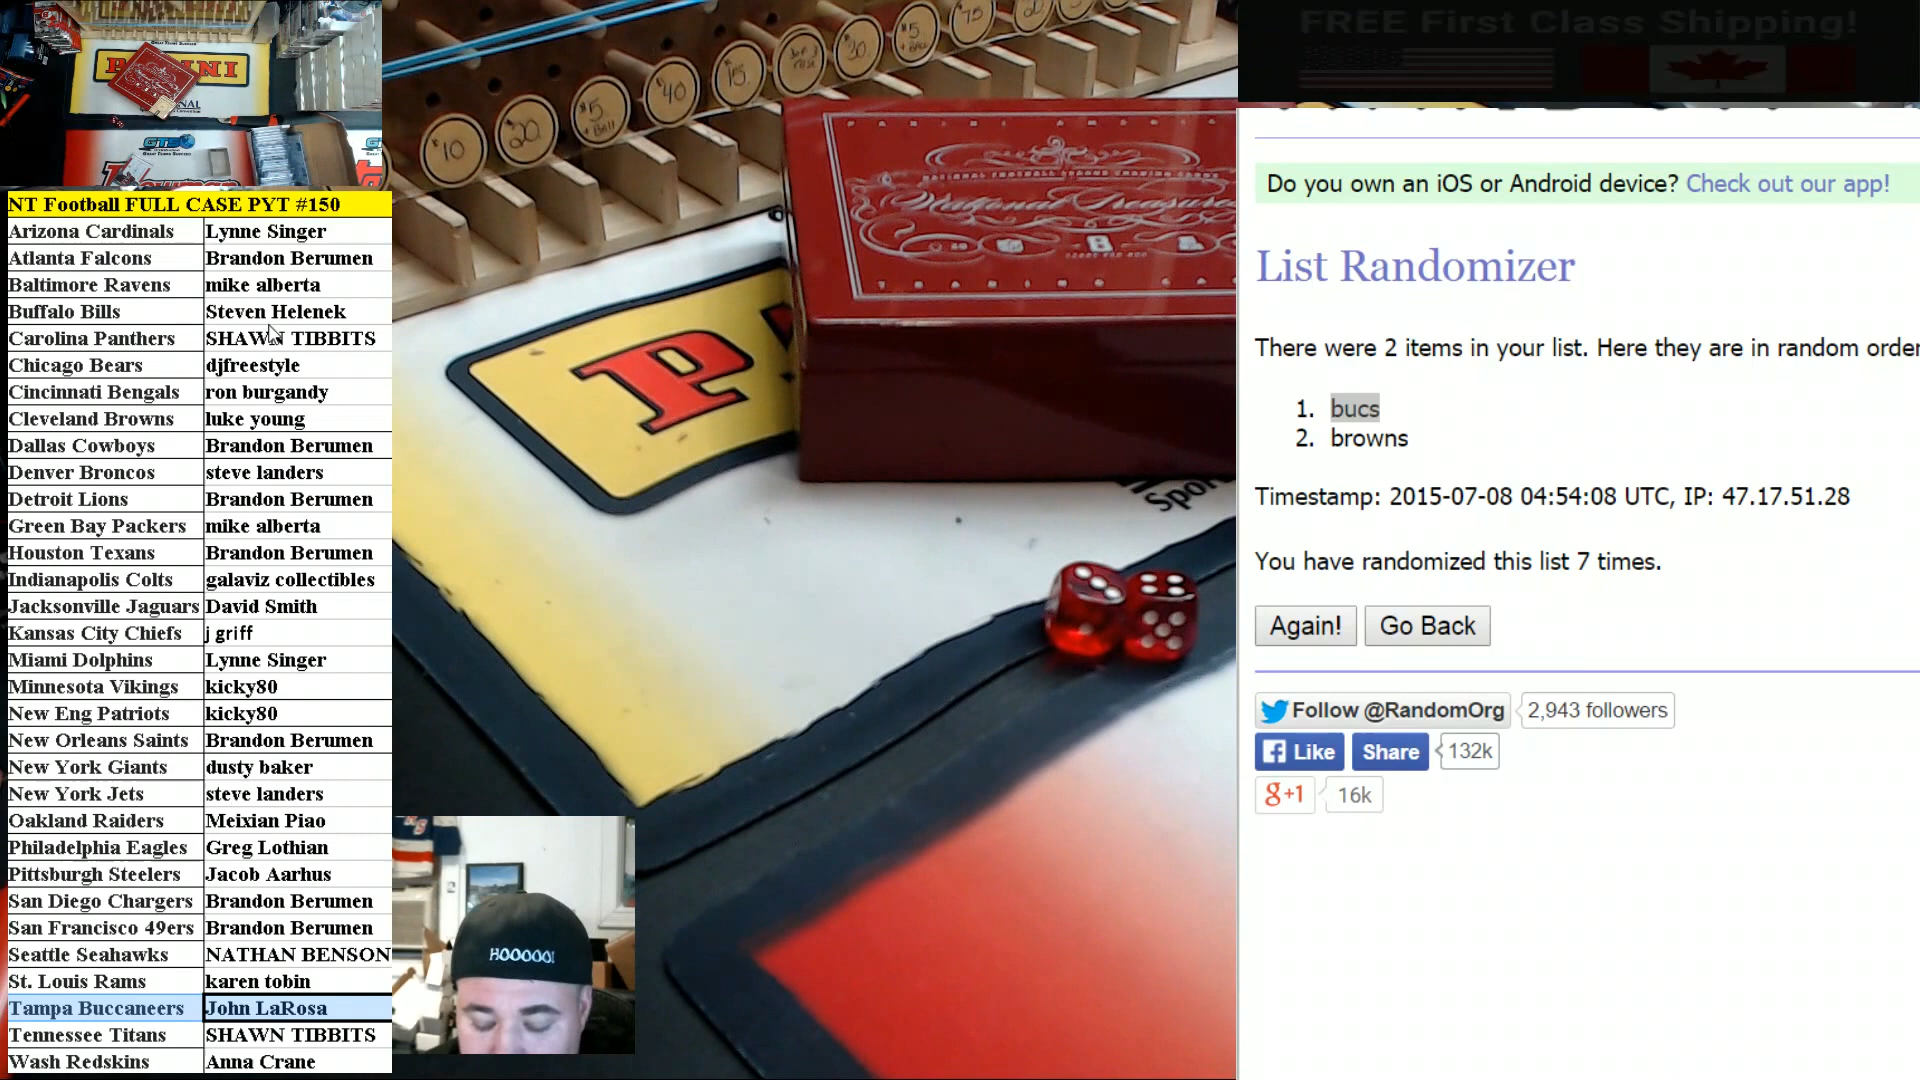 PANINI
NT Football FULL CASE PYT #150
Arizona Cardinals Lynne Singer
Atlanta Falcons Brandon Berumen
Baltimore Ravens mike alberta
Buffalo Bills Steven Helenek
Carolina Panthers SHAWN TIBBITS
Chicago Bears djfreestyle
Cincinnati Bengals ron burgandy
Cleveland Browns luke young
Dallas Cowboys Brandon Berumen
Denver Broncos steve landers
Detroit Lions Brandon Berumen
Green Bay Packers mike alberta
Houston Texans Brandon Berumen
Indianapolis Colts galaviz collectibles
Jacksonville Jaguars David Smith
Kansas City Chiefs j griff
Miami Dolphins Lynne Singer
Minnesota Vikings kicky80
New Eng Patriots kicky80
New Orleans Saints Brandon Berumen
New York Giants dusty baker
New York Jets steve landers
Oakland Raiders Meixian Piao
Philadelphia Eagles Greg Lothian
Pittsburgh Steelers Jacob Aarhus
San Diego Chargers Brandon Berumen
San Francisco 49ers Brandon Berumen
Seattle Seahawks NATHAN BENSON
St. Louis Rams karen tobin
Tampa Buccaneers John LaRosa
Tennessee Titans SHAWN TIBBITS
Wash Redskins Anna Crane
$10
$20
$5
+ Ball
$40
$15
$5
P
HOOOOO!
FREE First Class Shipping!
Do you own an iOS or Android device? Check out our app!
List Randomizer
There were 2 items in your list. Here they are in random order
1. bucs
2. browns
Timestamp: 2015-07-08 04:54:08 UTC, IP: 47.17.51.28
You have randomized this list 7 times.
Again! Go Back
Follow @RandomOrg 2,943 followers
Like Share 132k
g+1 16k